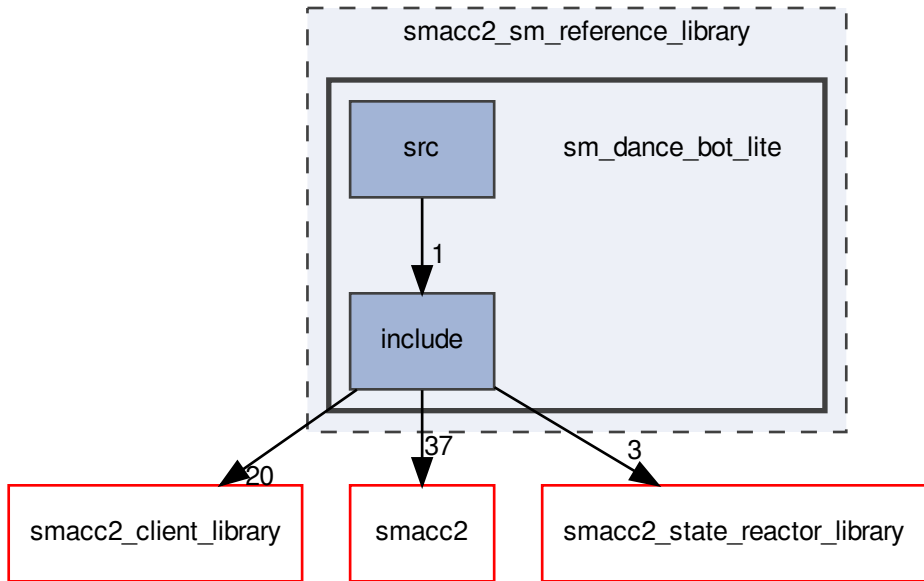 smacc2_sm_reference_library
src
sm_dance_bot_lite
1
include
20
37
3
smacc2_client_library
smacc2
smacc2_state_reactor_library